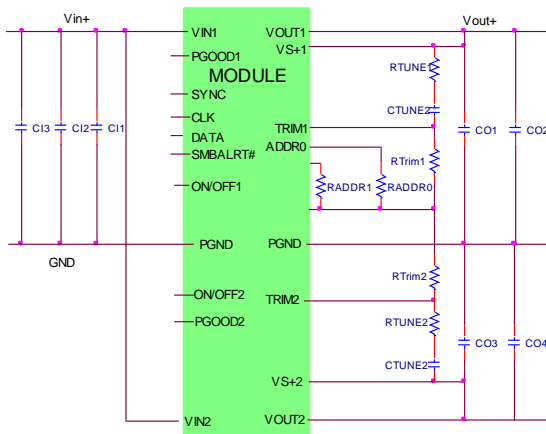 Vin+
Vout+
VIN1
VOUT1
VS+1
PGOOD1
MODULE
RTUNE1
SYNC
CTUNE2
CLK
TRIM1
DATA
CI3
CI2
CI1
CO1
CO2
ADDR0
SMBALRT#
RTrim1
ON/OFF1
RADDR1
RADDR0
PGND
PGND
GND
RTrim2
ON/OFF2
TRIM2
RTUNE2
PGOOD2
CO3
CO4
CTUNE2
VS+2
VIN2
VOUT2